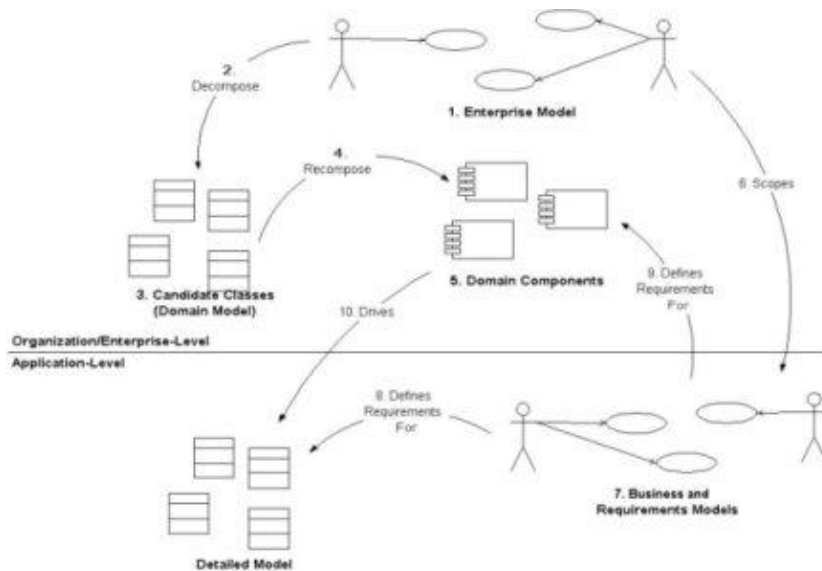 2.
Decompose
1. Enterprise Model
4.
Recompose
6. Scopes
3. Candidate Classes
(Domain Model)
5. Domain Components
9. Defines
Requirements
For
10. Drives
Organization/Enterprise-Level
Application-Level
8. Defines
Requirements
For
7. Business and
Requirements Models
Detailed Model